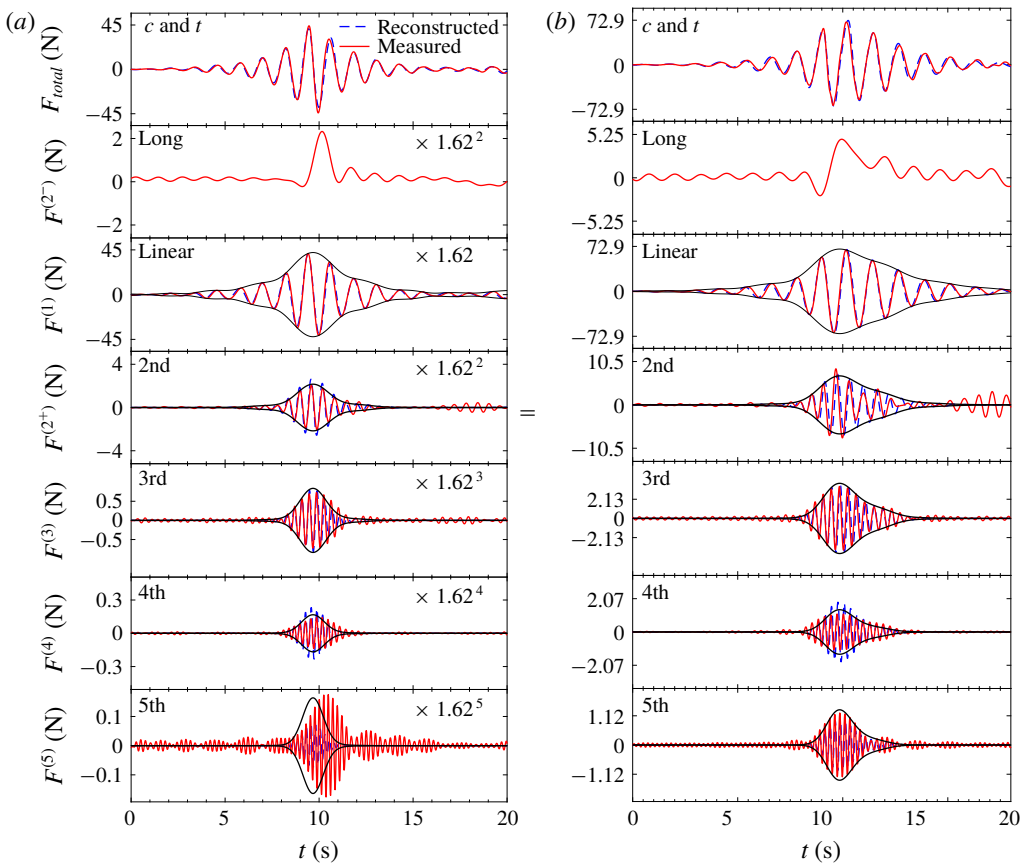 (a)
c and t
Reconstructed
Measured
F_total (N)
45
0
−45
Long
× 1.62²
F^(2−) (N)
2
0
−2
Linear
× 1.62
F^(1) (N)
45
0
−45
2nd
× 1.62²
F^(2+) (N)
4
0
−4
3rd
× 1.62³
F^(3) (N)
0.5
0
−0.5
4th
× 1.62⁴
F^(4) (N)
0.3
0
−0.3
5th
× 1.62⁵
F^(5) (N)
0.1
0
−0.1
0 5 10 15 20
t (s)
=
(b)
c and t
72.9
0
−72.9
Long
5.25
0
−5.25
Linear
72.9
0
−72.9
2nd
10.5
0
−10.5
3rd
2.13
0
−2.13
4th
2.07
0
−2.07
5th
1.12
0
−1.12
0 5 10 15 20
t (s)